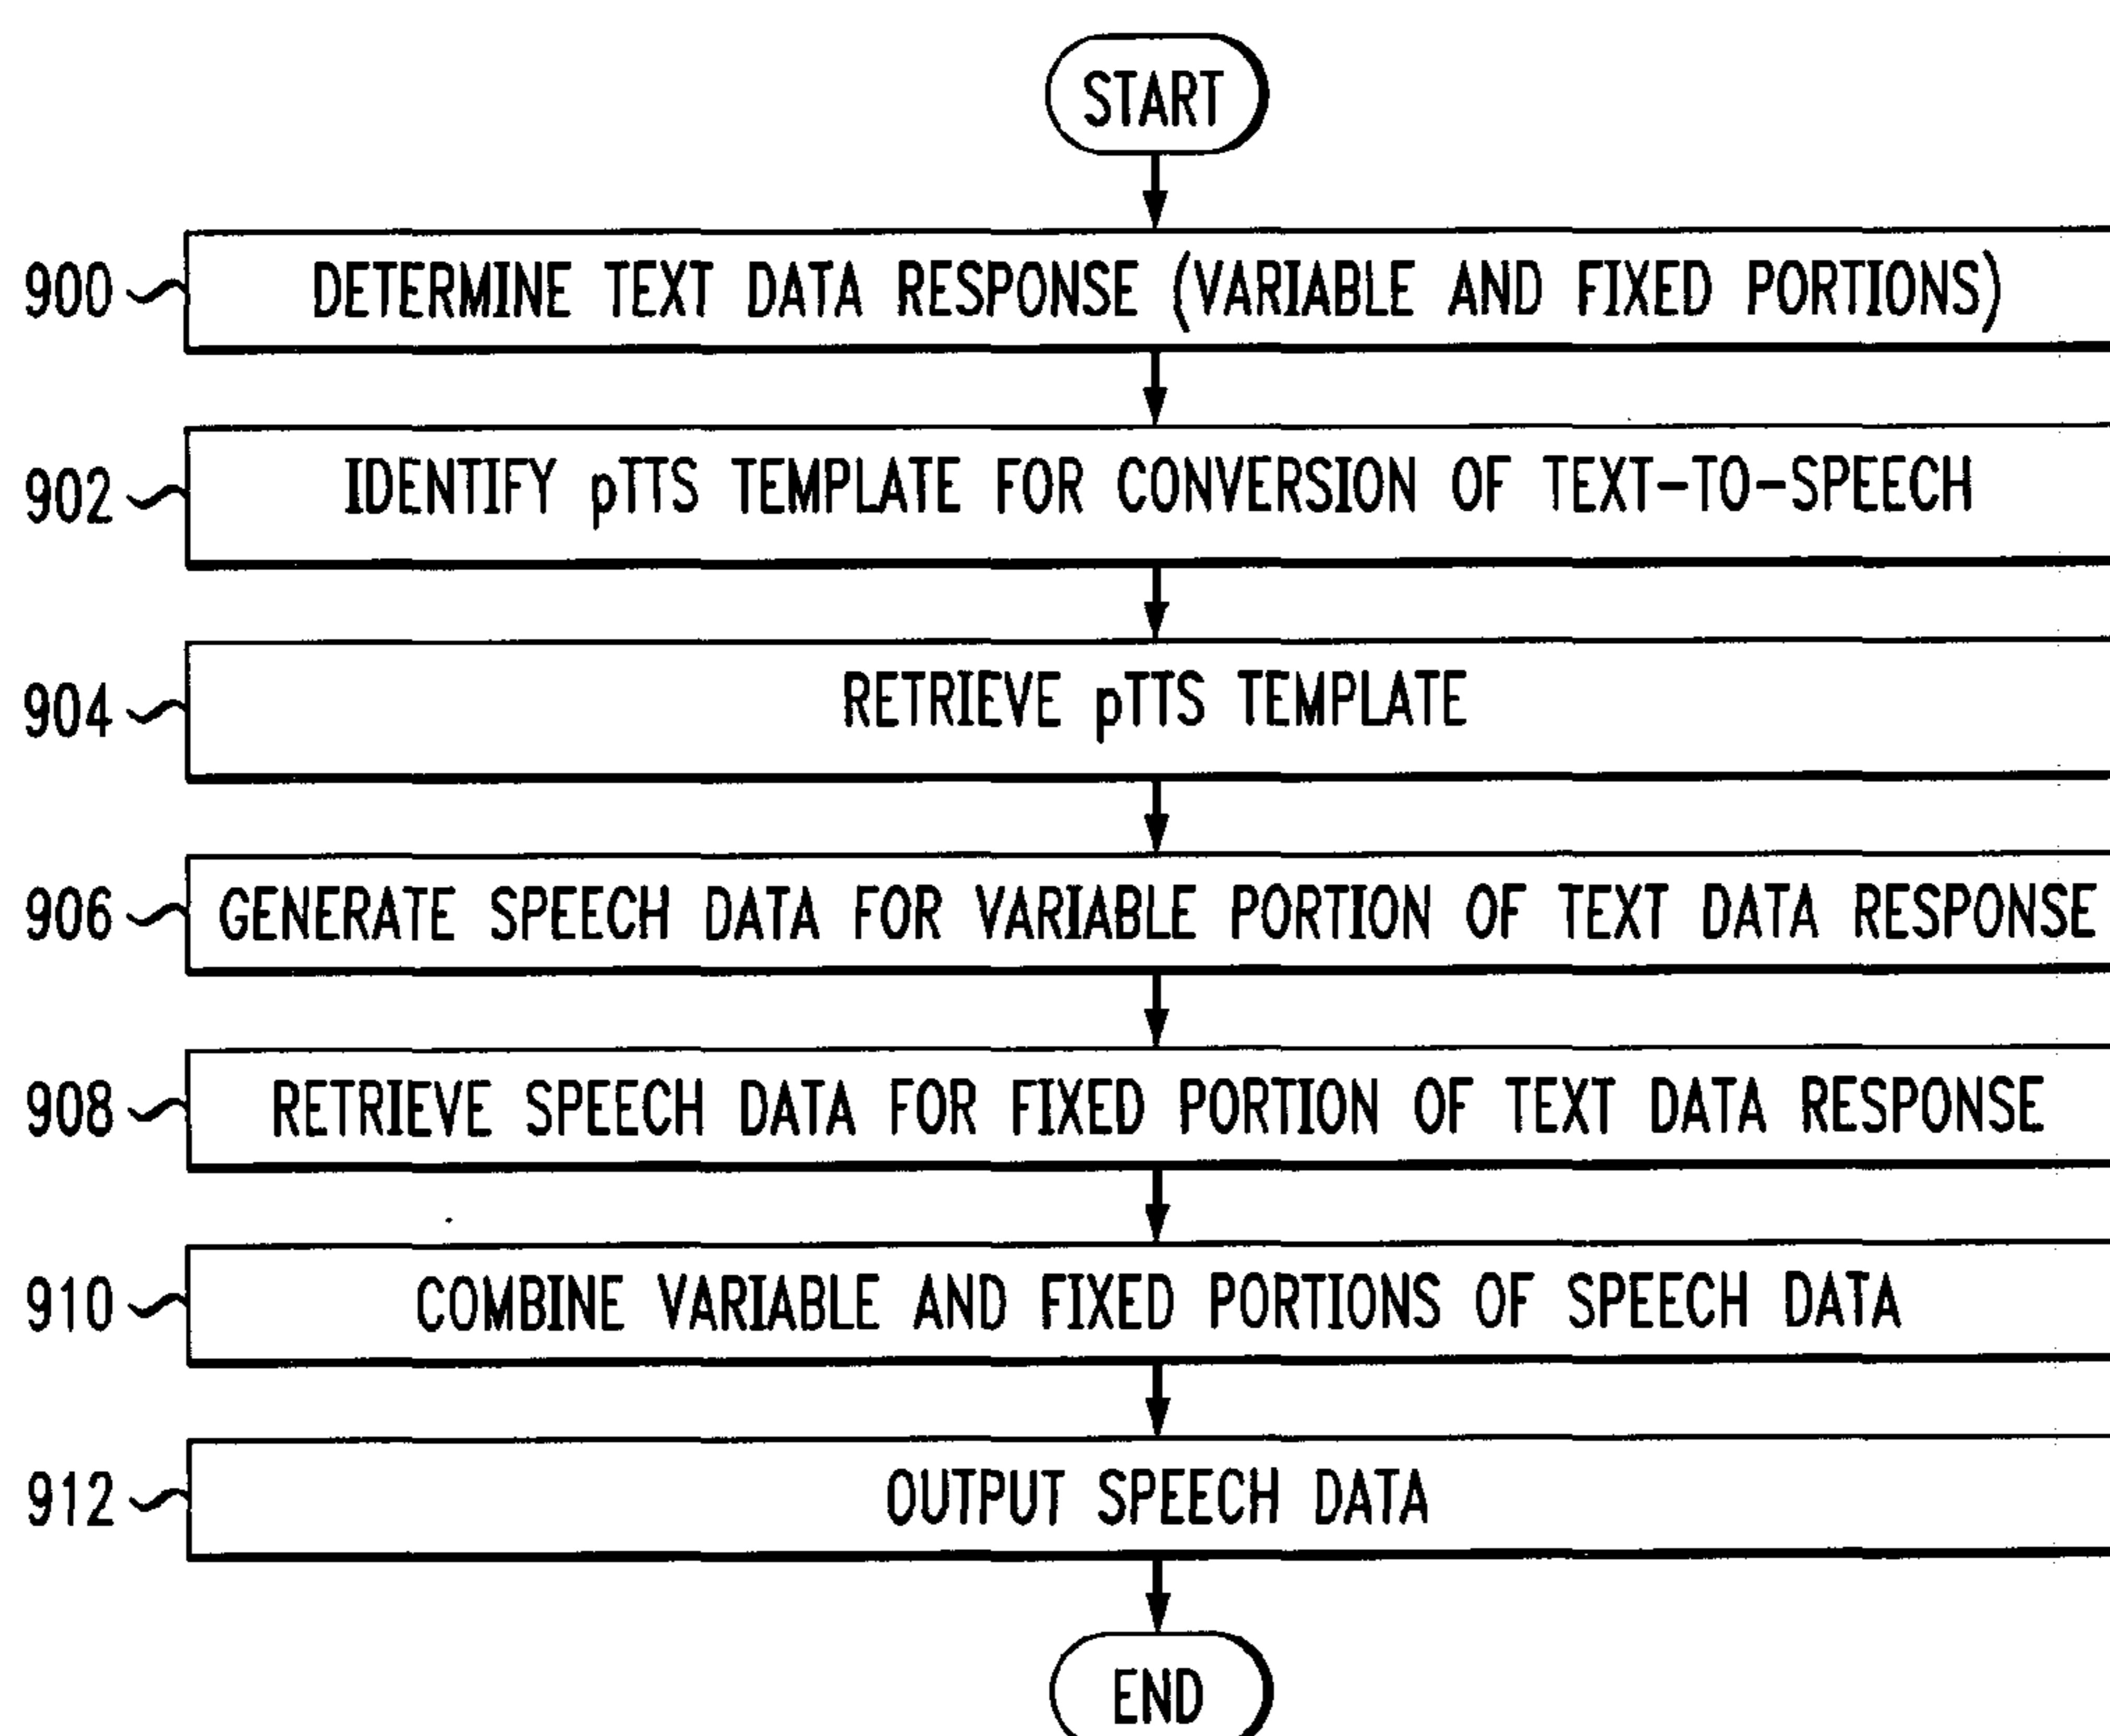 START
900 DETERMINE TEXT DATA RESPONSE (VARIABLE AND FIXED PORTIONS)
902 IDENTIFY pTTS TEMPLATE FOR CONVERSION OF TEXT-TO-SPEECH
904 RETRIEVE pTTS TEMPLATE
906 GENERATE SPEECH DATA FOR VARIABLE PORTION OF TEXT DATA RESPONSE
908 RETRIEVE SPEECH DATA FOR FIXED PORTION OF TEXT DATA RESPONSE
910 COMBINE VARIABLE AND FIXED PORTIONS OF SPEECH DATA
912 OUTPUT SPEECH DATA
END